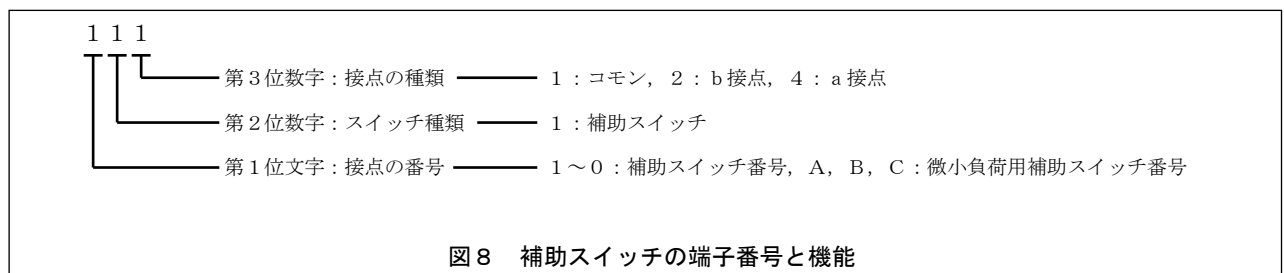 １１１
第３位数字：接点の種類 １：コモン，２：ｂ接点，４：ａ接点
第２位数字：スイッチ種類 １：補助スイッチ
第１位文字：接点の番号 １～０：補助スイッチ番号，Ａ，Ｂ，Ｃ：微小負荷用補助スイッチ番号
図８　補助スイッチの端子番号と機能